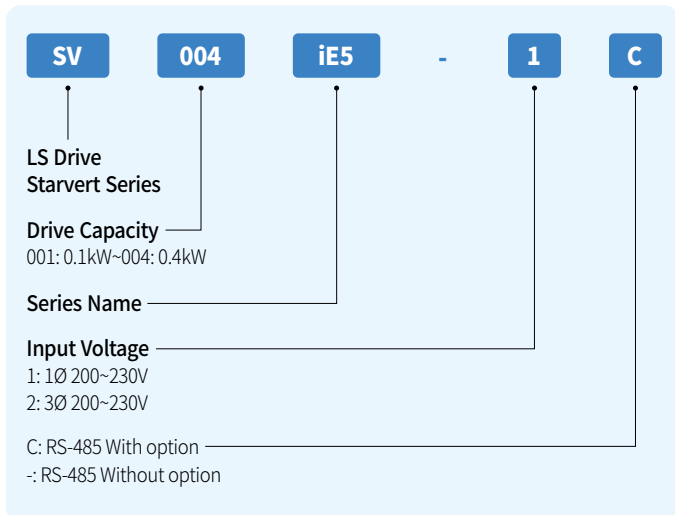 SV 004 iE5 - 1 C
LS Drive
Starvert Series
Drive Capacity
001: 0.1kW~004: 0.4kW
Series Name
Input Voltage
1: 1Ø 200~230V
2: 3Ø 200~230V
C: RS-485 With option
-: RS-485 Without option